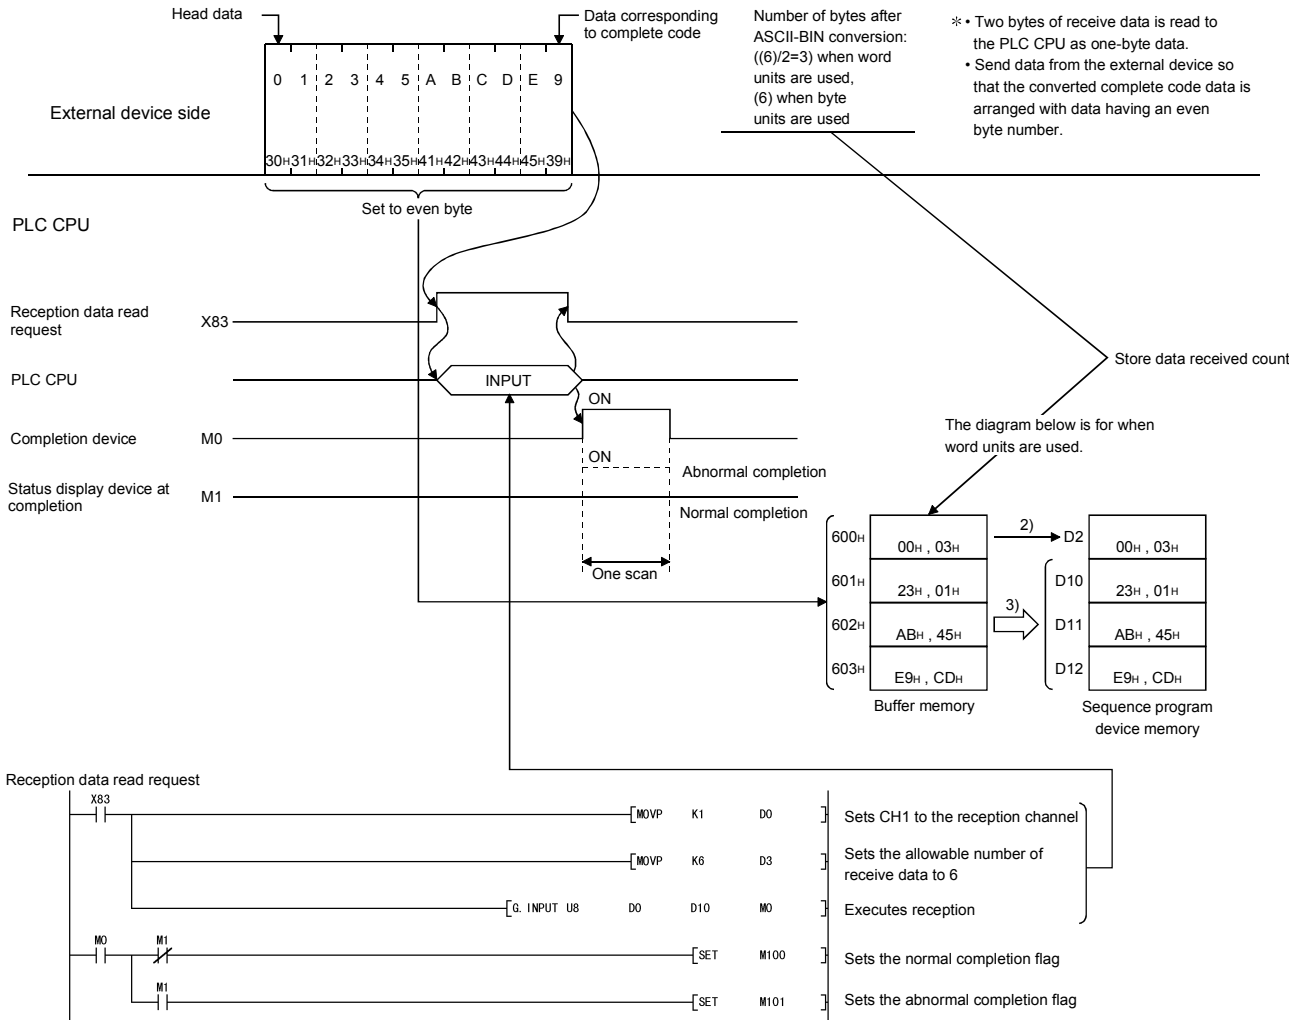 Head data
Data corresponding
to complete code
Number of bytes after
ASCII-BIN conversion:
((6)/2=3) when word
units are used,
(6) when byte
units are used
＊• Two bytes of receive data is read to
the PLC CPU as one-byte data.
• Send data from the external device so
that the converted complete code data is
arranged with data having an even
byte number.
0 1 2 3 4 5 A B C D E 9
External device side
30H 31H 32H 33H 34H 35H 41H 42H 43H 44H 45H 39H
Set to even byte
PLC CPU
Reception data read
request
X83
Store data received count
PLC CPU
INPUT
ON
Completion device
M0
The diagram below is for when
word units are used.
ON
Abnormal completion
Status display device at
completion
M1
Normal completion
One scan
600H
00H , 03H
2)
D2
00H , 03H
601H
23H , 01H
D10
23H , 01H
602H
ABH , 45H
3)
D11
ABH , 45H
603H
E9H , CDH
D12
E9H , CDH
Buffer memory
Sequence program
device memory
Reception data read request
X83
MOVP K1 D0
Sets CH1 to the reception channel
MOVP K6 D3
Sets the allowable number of
receive data to 6
G. INPUT U8 D0 D10 M0
Executes reception
M0 M1
SET M100
Sets the normal completion flag
M1
SET M101
Sets the abnormal completion flag